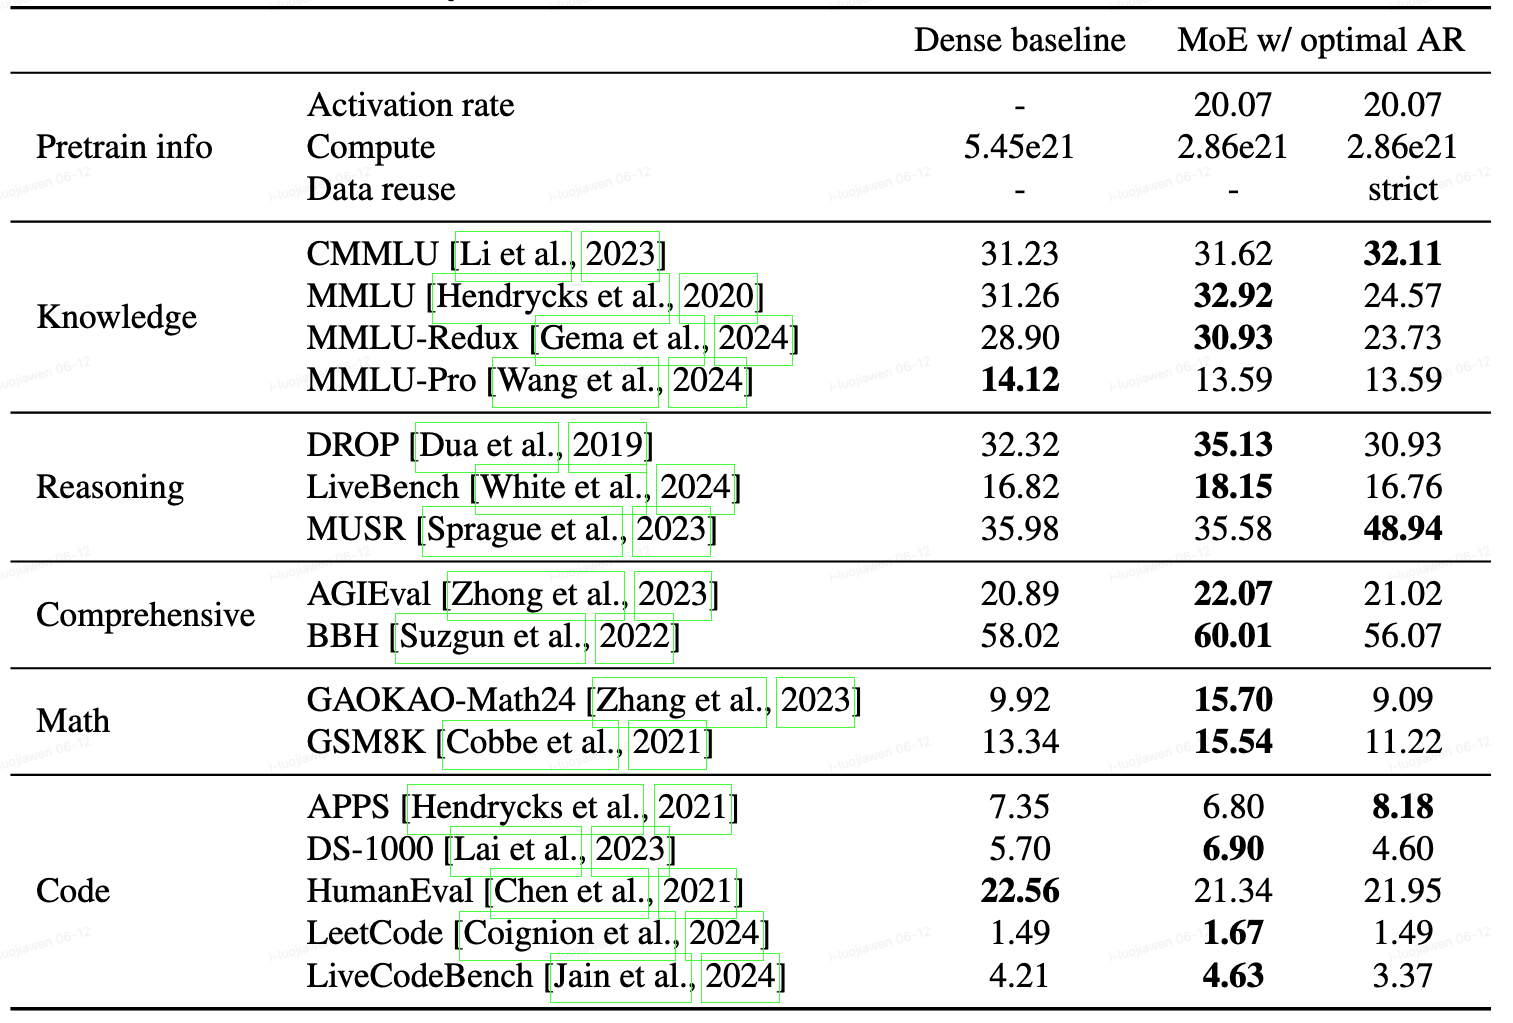 Dense baseline MoE w/ optimal AR
Activation rate - 20.07 20.07
Pretrain info Compute 5.45e21 2.86e21 2.86e21
Data reuse - - strict
CMMLU [Li et al., 2023] 31.23 31.62 32.11
MMLU [Hendrycks et al., 2020] 31.26 32.92 24.57
Knowledge
MMLU-Redux [Gema et al., 2024] 28.90 30.93 23.73
MMLU-Pro [Wang et al., 2024] 14.12 13.59 13.59
DROP [Dua et al., 2019] 32.32 35.13 30.93
Reasoning LiveBench [White et al., 2024] 16.82 18.15 16.76
MUSR [Sprague et al., 2023] 35.98 35.58 48.94
AGIEval [Zhong et al., 2023] 20.89 22.07 21.02
Comprehensive
BBH [Suzgun et al., 2022] 58.02 60.01 56.07
GAOKAO-Math24 [Zhang et al., 2023] 9.92 15.70 9.09
Math
GSM8K [Cobbe et al., 2021] 13.34 15.54 11.22
APPS [Hendrycks et al., 2021] 7.35 6.80 8.18
DS-1000 [Lai et al., 2023] 5.70 6.90 4.60
Code HumanEval [Chen et al., 2021] 22.56 21.34 21.95
LeetCode [Coignion et al., 2024] 1.49 1.67 1.49
LiveCodeBench [Jain et al., 2024] 4.21 4.63 3.37